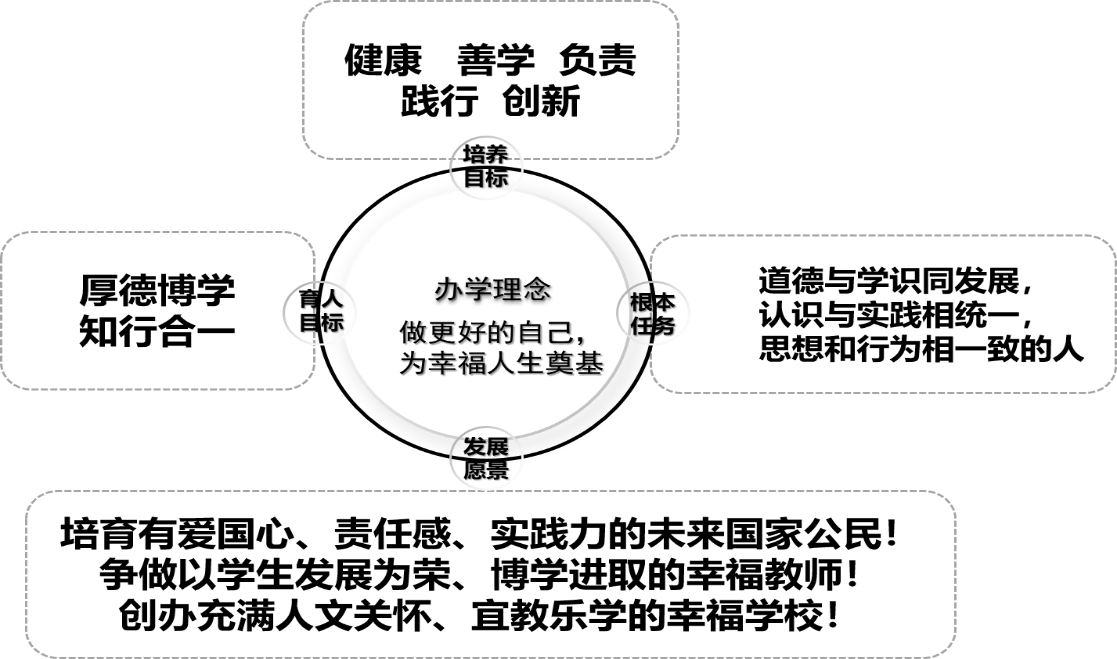 健康 善学 负责
践行 创新
培养
目标
厚德博学
知行合一
育人
目标
办学理念
做更好的自己，
为幸福人生奠基
根本
任务
道德与学识同发展，
认识与实践相统一，
思想和行为相一致的人
发展
愿景
培育有爱国心、责任感、实践力的未来国家公民！
争做以学生发展为荣、博学进取的幸福教师！
创办充满人文关怀、宜教乐学的幸福学校！